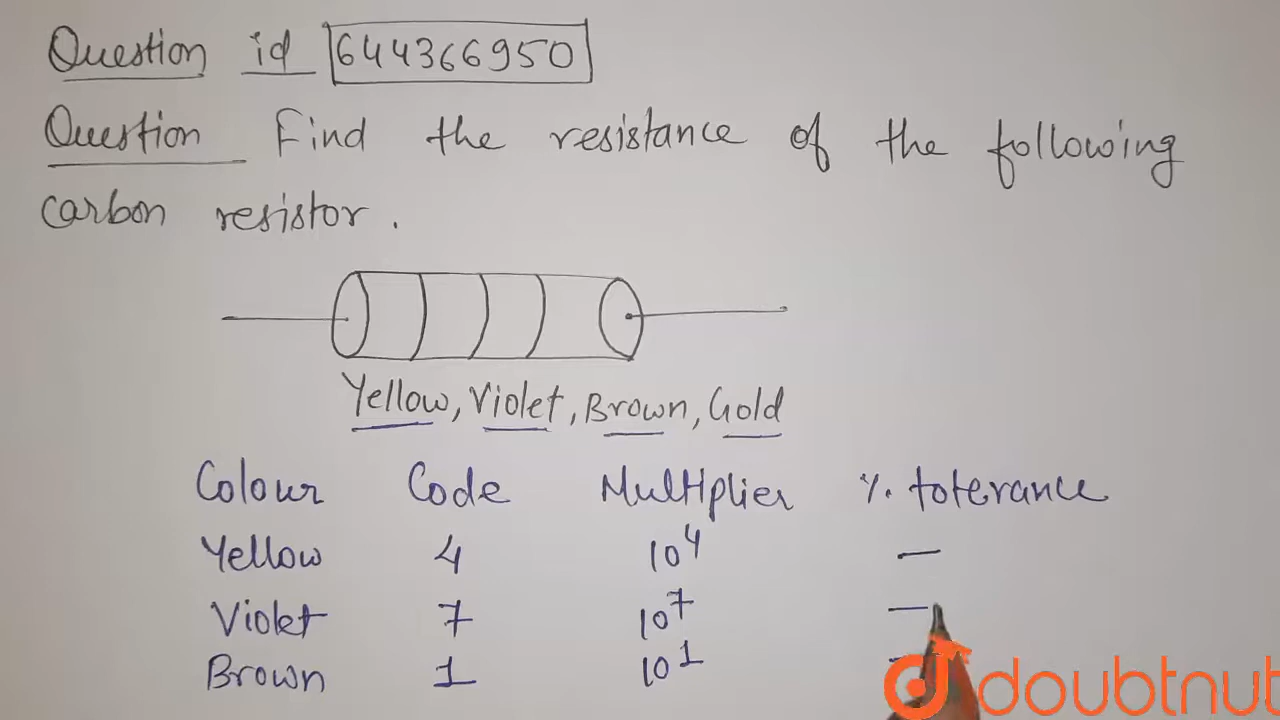 Question id 644366950
Question Find the resistance of the following
carbon resistor.
Yellow, Violet, Brown, Gold
Colour Code Multiplier % tolerance
Yellow 4 10⁴ —
Violet 7 10⁷ —
Brown 1 10¹ —
doubtnut